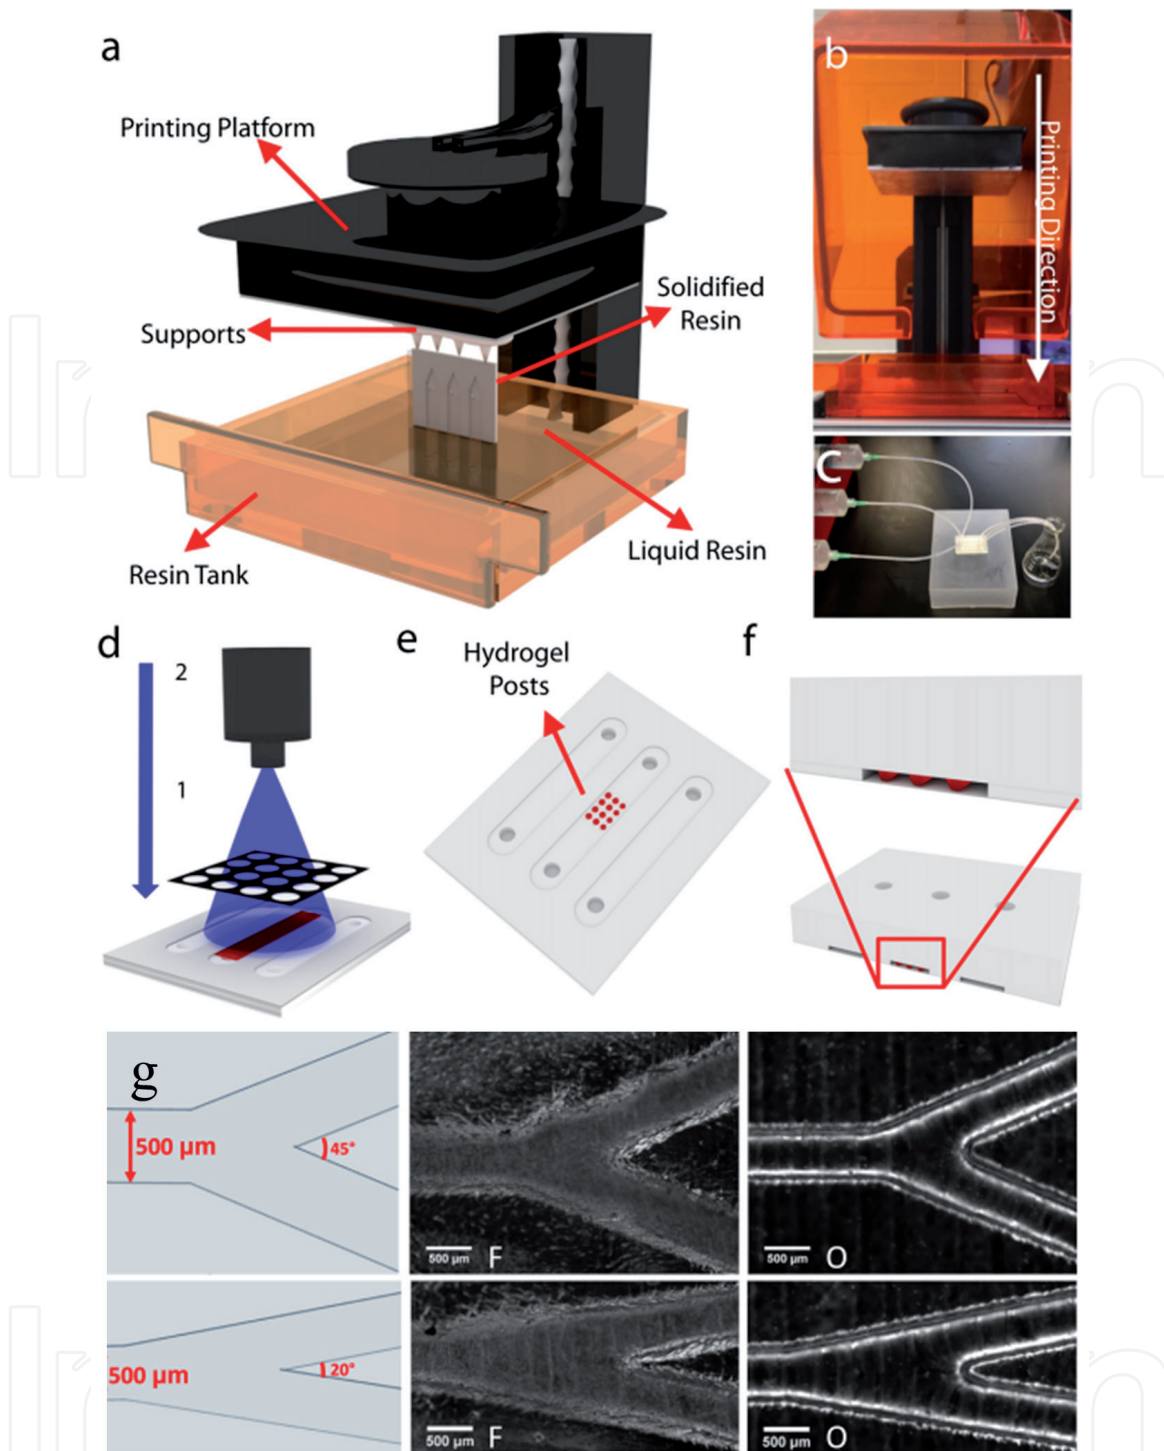 a
Printing Platform
Supports
Solidified
Resin
Liquid Resin
Resin Tank
b
Printing Direction
C
d
2
1
e
Hydrogel
Posts
f
g
500 µm
45°
500 µm
F
500 µm
O
500 µm
20°
500 µm
F
500 µm
O